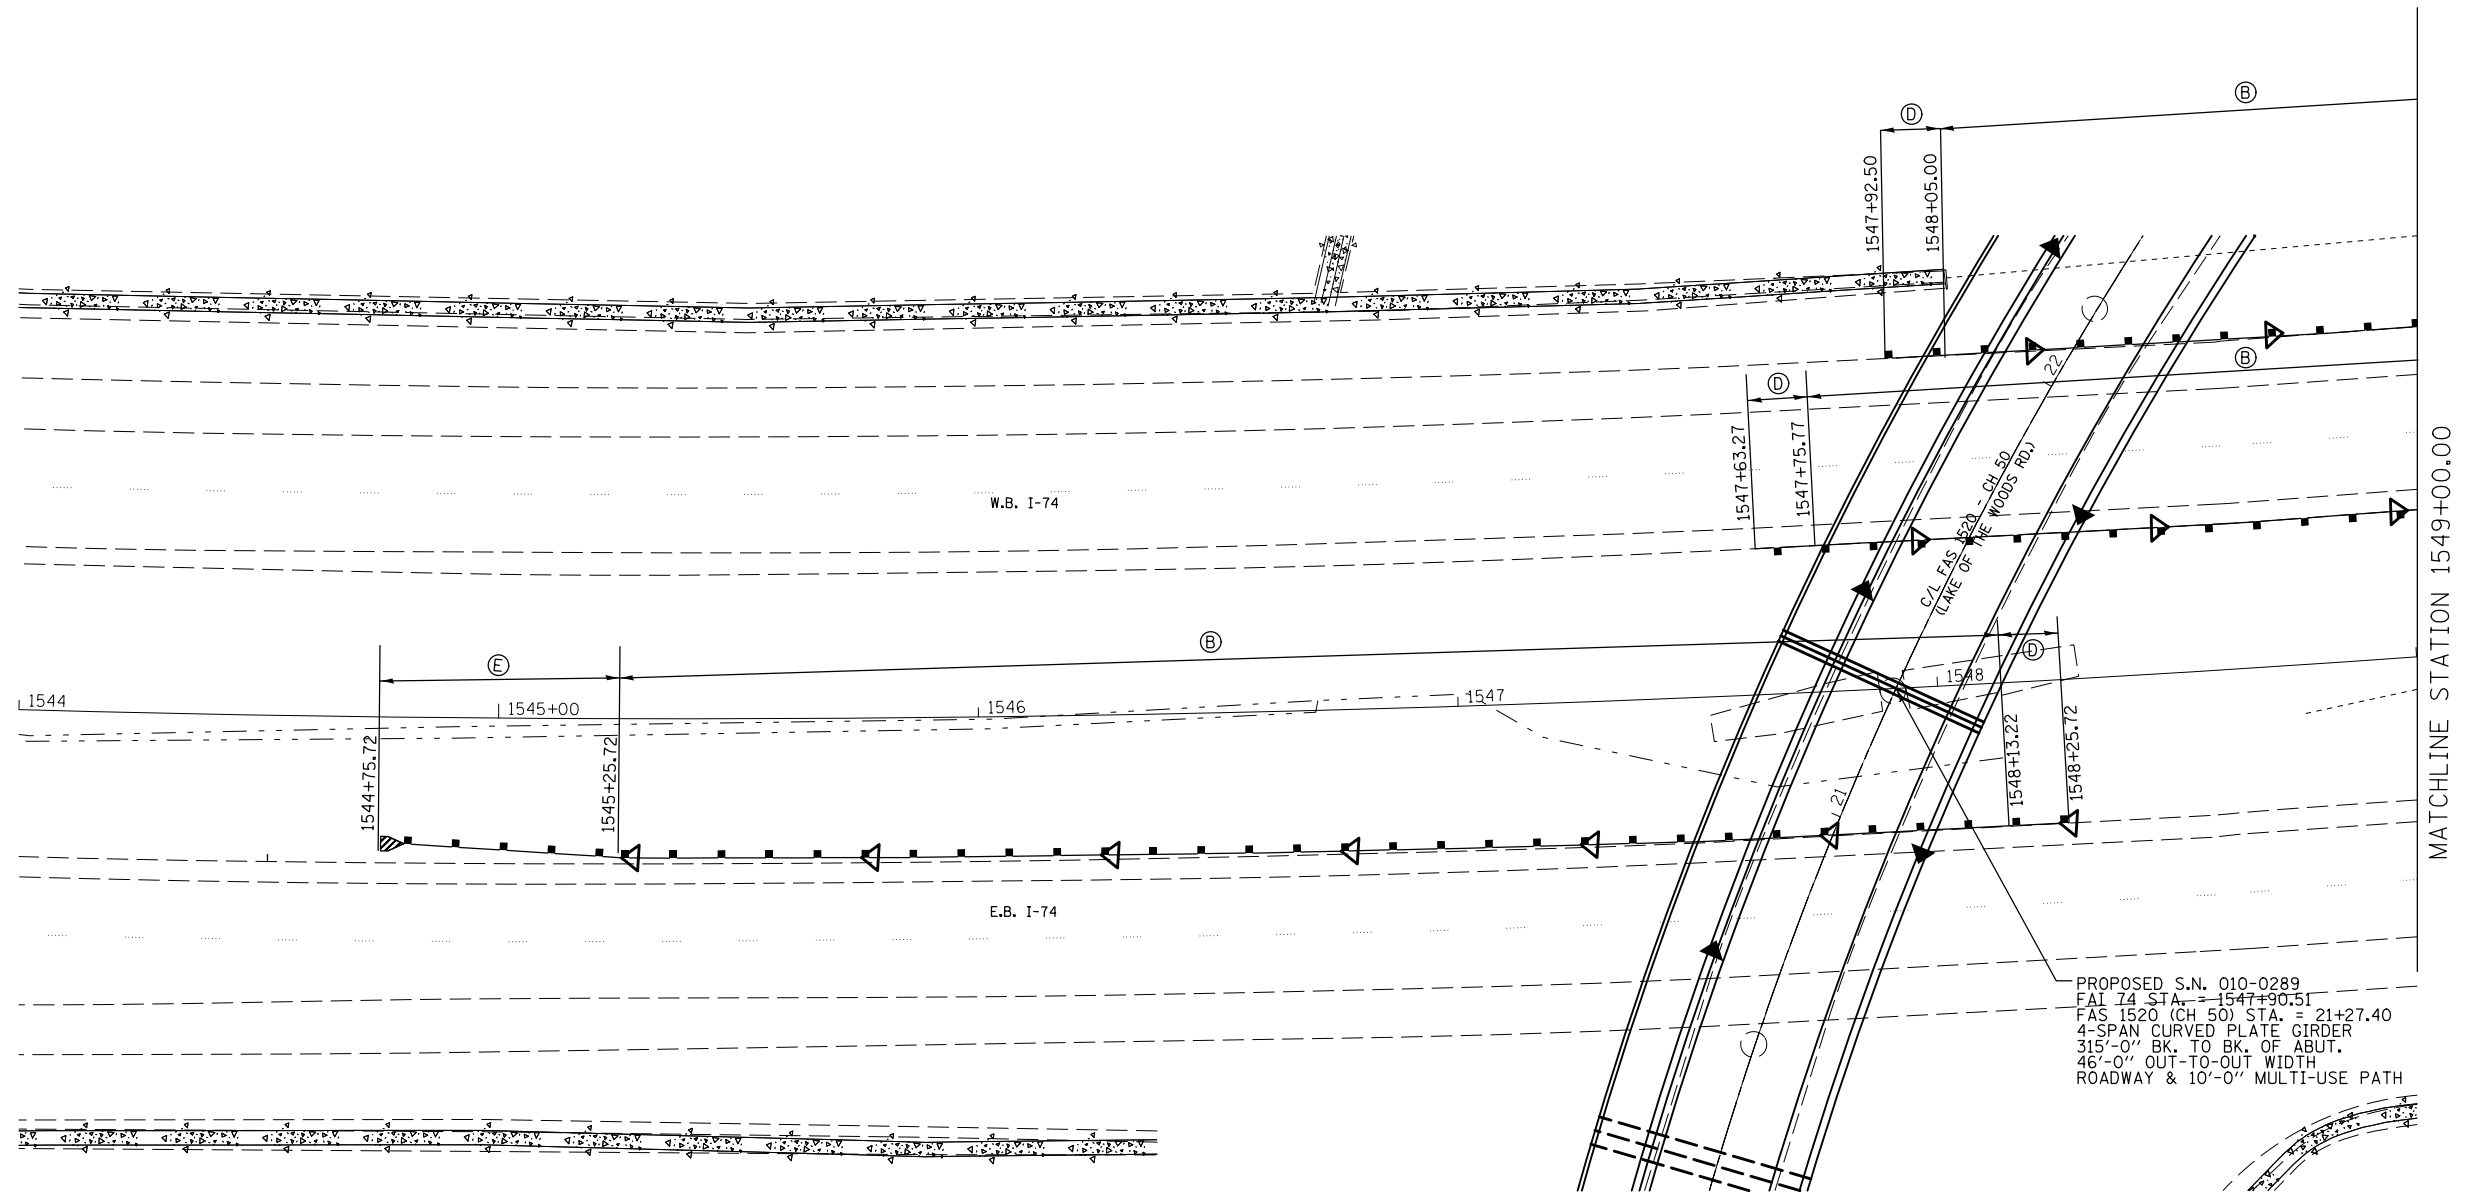 B
D
1547+92.50
1548+05.00
B
D
22
1547+63.27
1547+75.77
C/L FAS 1520 - CH 50
(LAKE OF THE WOODS RD.)
W.B. I-74
MATCHLINE STATION 1549+00.00
B
E
D
1544
1545+00
1546
1547
1548
1544+75.72
1545+25.72
1548+13.22
1548+25.72
21
E.B. I-74
PROPOSED S.N. 010-0289
FAI 74 STA. = 1547+90.51
FAS 1520 (CH 50) STA. = 21+27.40
4-SPAN CURVED PLATE GIRDER
315'-0" BK. TO BK. OF ABUT.
46'-0" OUT-TO-OUT WIDTH
ROADWAY & 10'-0" MULTI-USE PATH